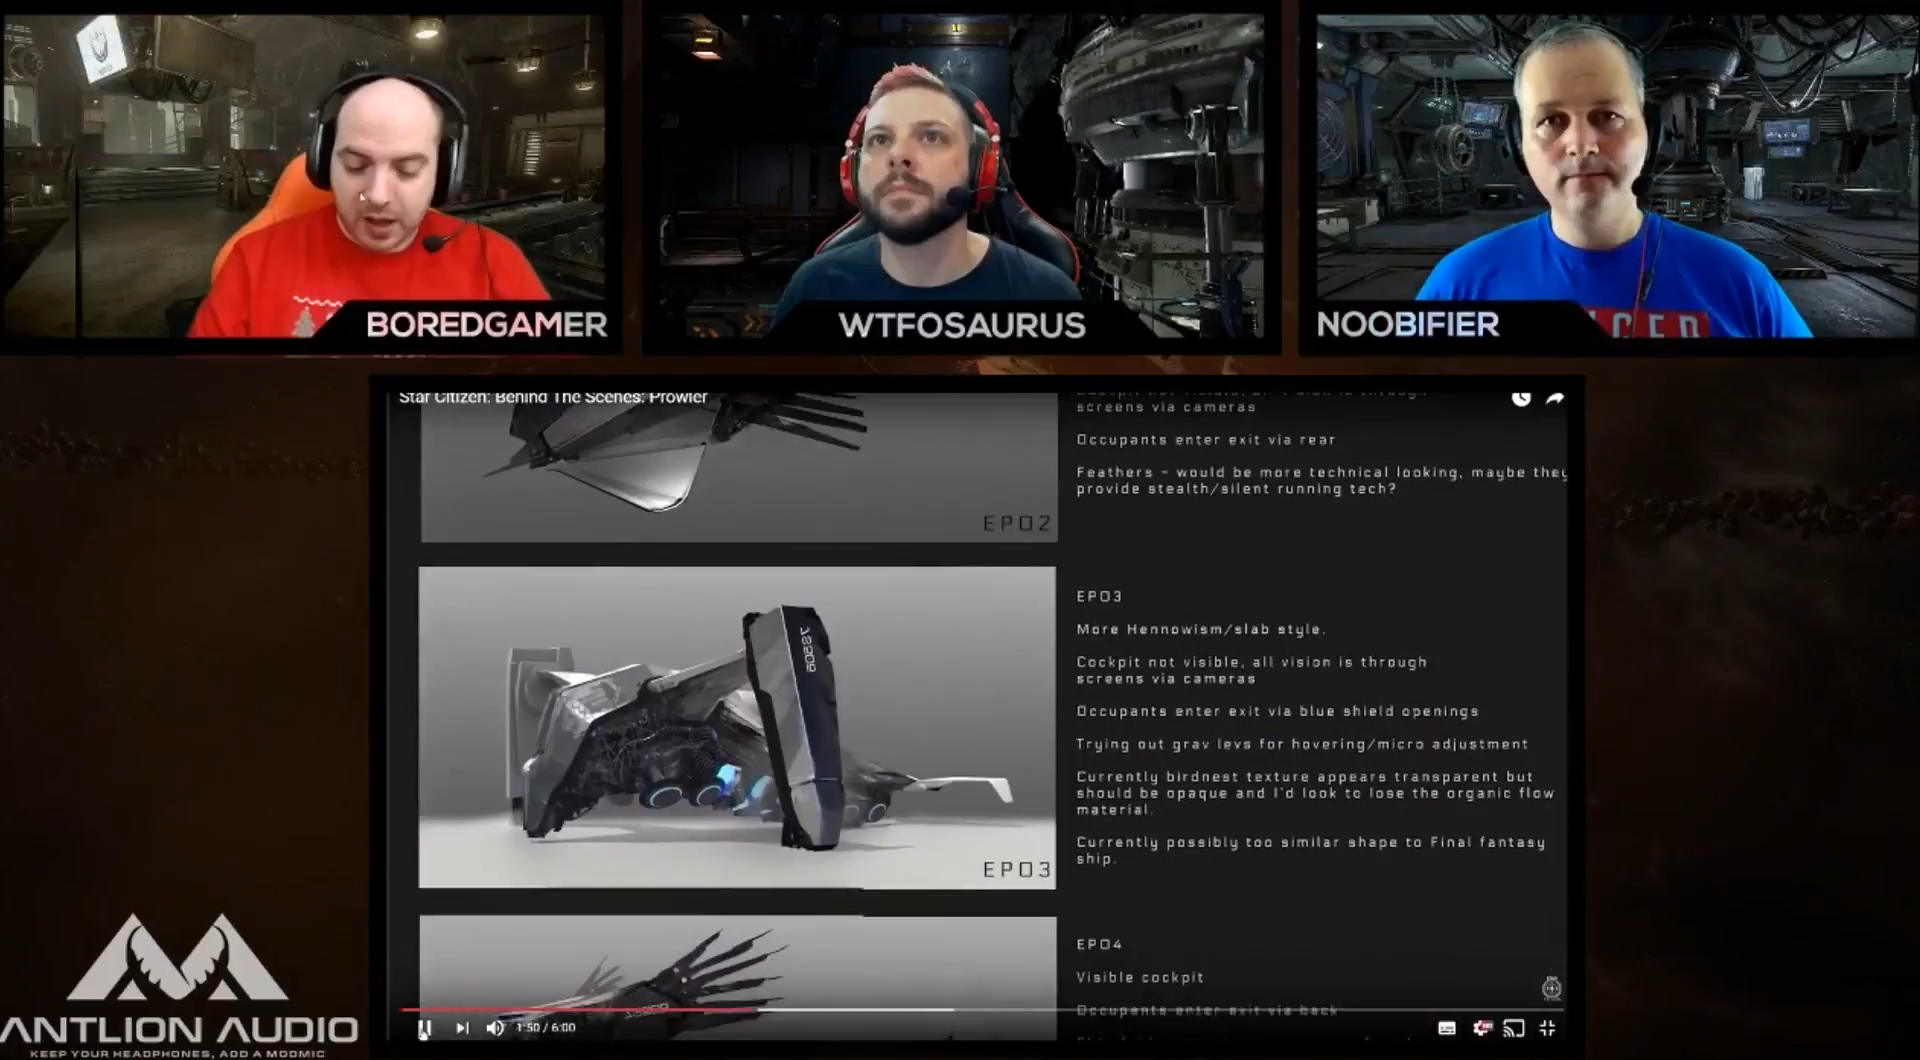 BOREDGAMER
WTFOSAURUS
NOOBIFIER
Star Citizen: Behind The Scenes: Prowler
screens via cameras
Occupants enter exit via rear
Feathers - would be more technical looking, maybe they
provide stealth/silent running tech?
EP02
EP03
More Hennowism/slab style.
Cockpit not visible, all vision is through
screens via cameras
Occupants enter exit via blue shield openings
Trying out grav levs for hovering/micro adjustment
Currently birdnest texture appears transparent but
should be opaque and I'd look to lose the organic flow
material.
Currently possibly too similar shape to Final fantasy
ship.
EP03
EP04
Visible cockpit
Occupants enter exit via back
1:50 / 6:00
ANTLION AUDIO
KEEP YOUR HEADPHONES, ADD A MODMIC